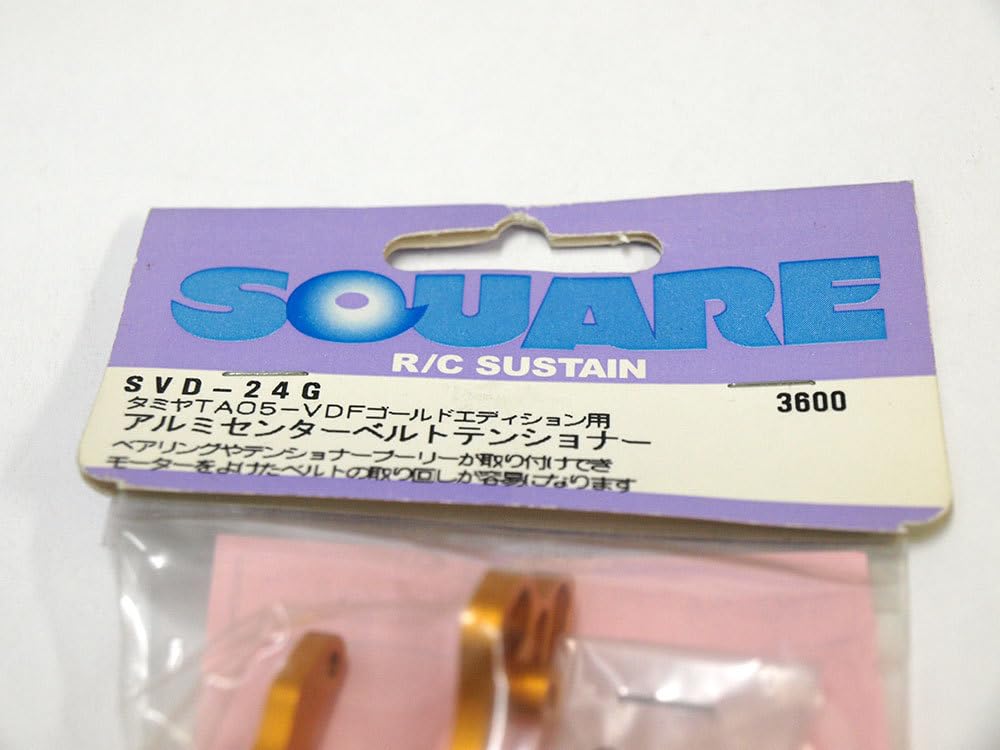 SQUARE
R/C SUSTAIN
SVD-24G
3600
タミヤTA05-VDFゴールドエディション用
アルミセンターベルトテンショナー
ベアリングやテンショナープーリーが取り付けでき
モーターをよけたベルトの取り回しが容易になります